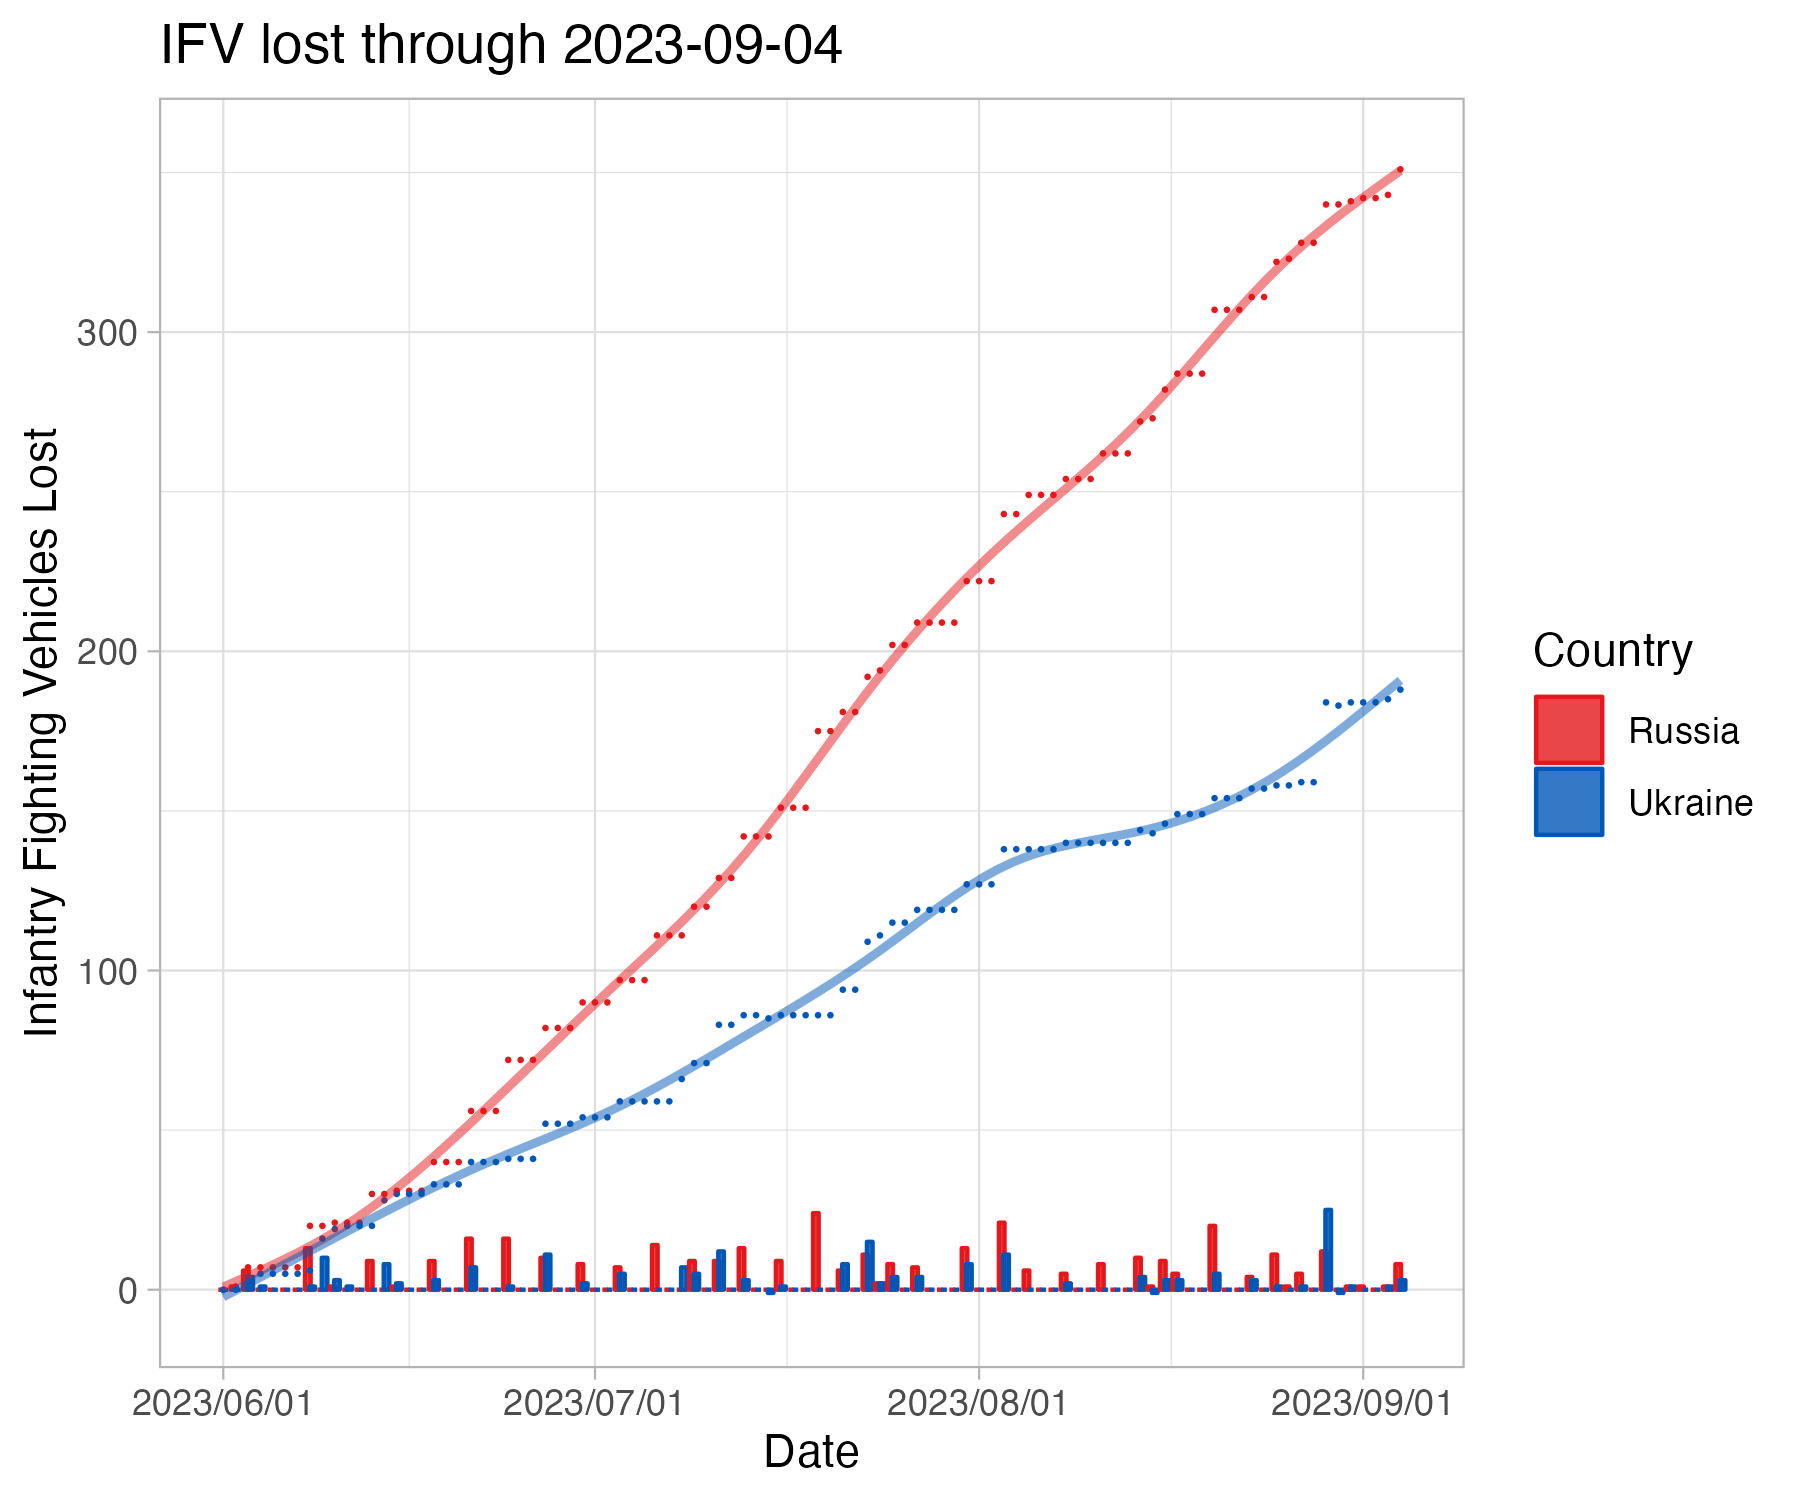 IFV lost through 2023-09-04
Infantry Fighting Vehicles Lost
300
200
100
0
2023/06/01
2023/07/01
2023/08/01
2023/09/01
Date
Country
Russia
Ukraine